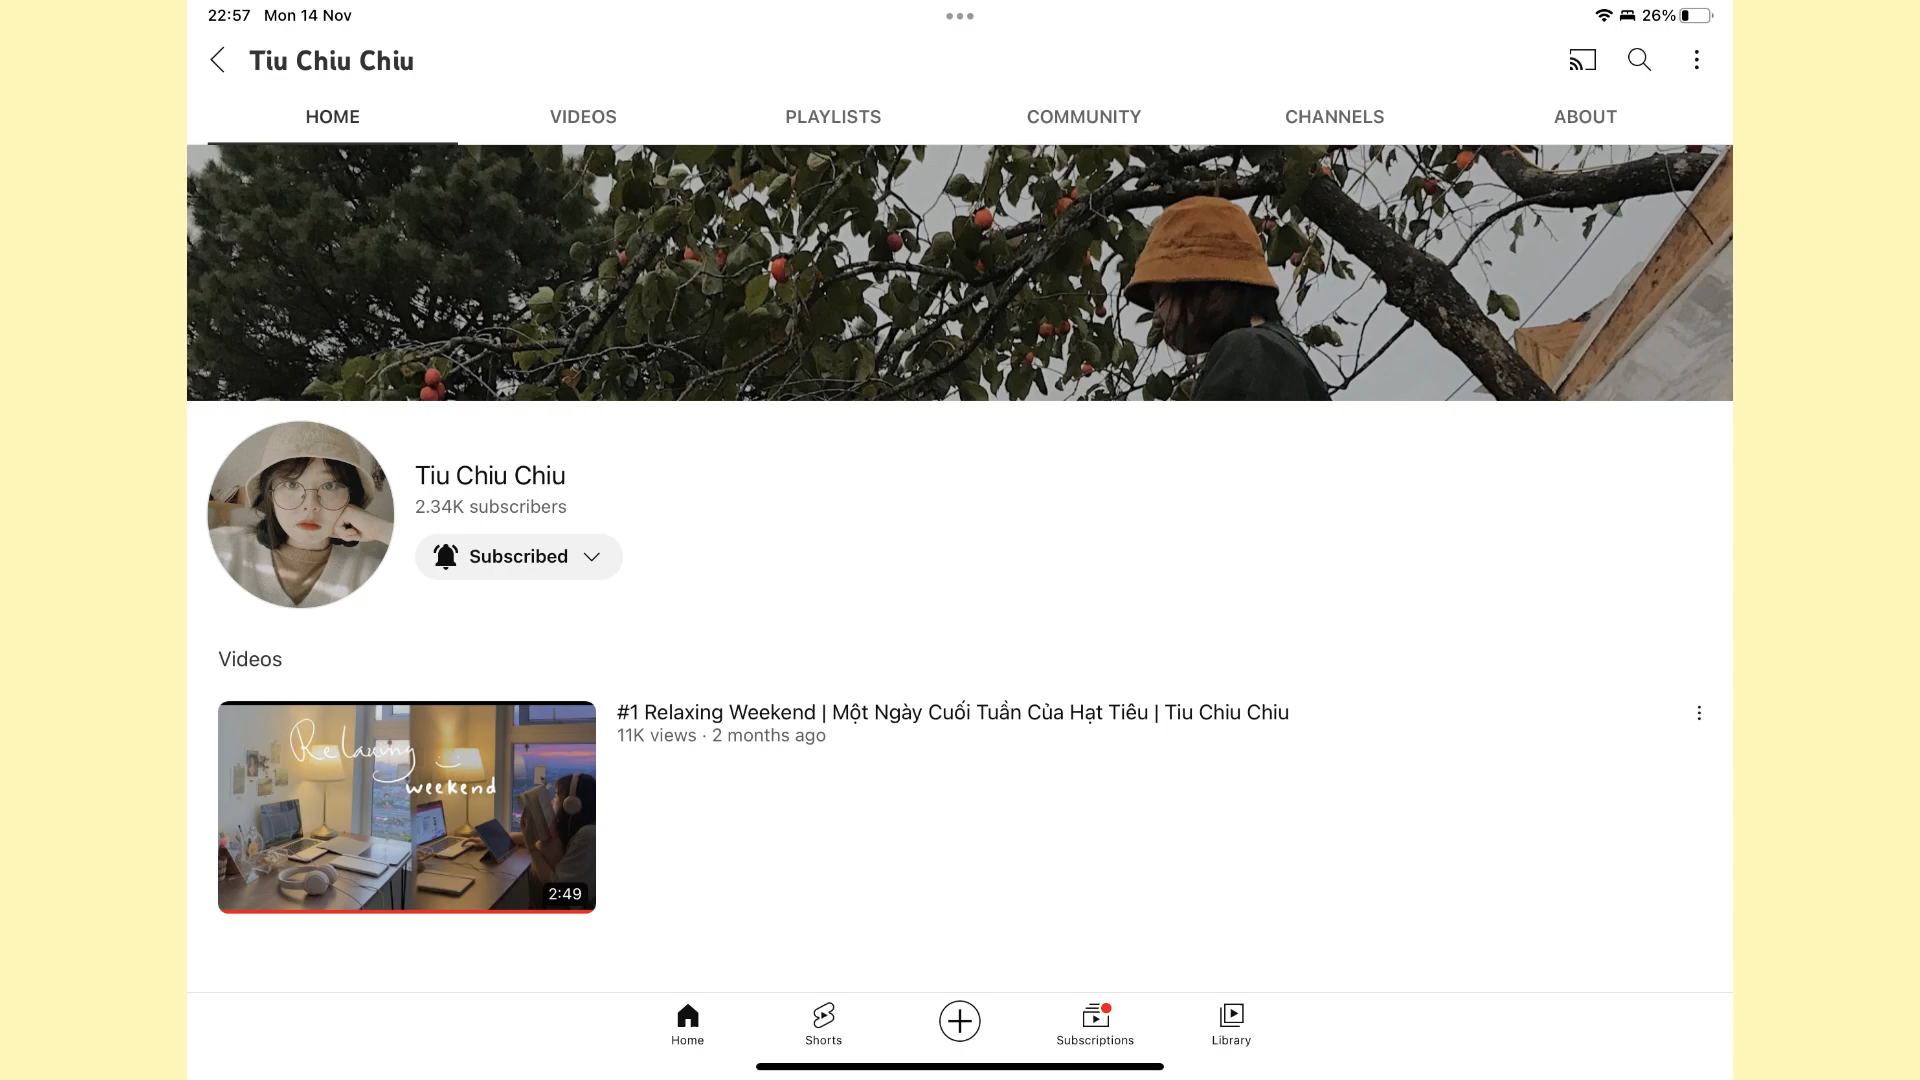 22:57 Mon 14 Nov
26%
Tiu Chiu Chiu
HOME VIDEOS PLAYLISTS COMMUNITY CHANNELS ABOUT
Tiu Chiu Chiu
2.34K subscribers
Subscribed
Videos
Relaxing
weekend
2:49
#1 Relaxing Weekend | Một Ngày Cuối Tuần Của Hạt Tiêu | Tiu Chiu Chiu
11K views · 2 months ago
Home Shorts Subscriptions Library